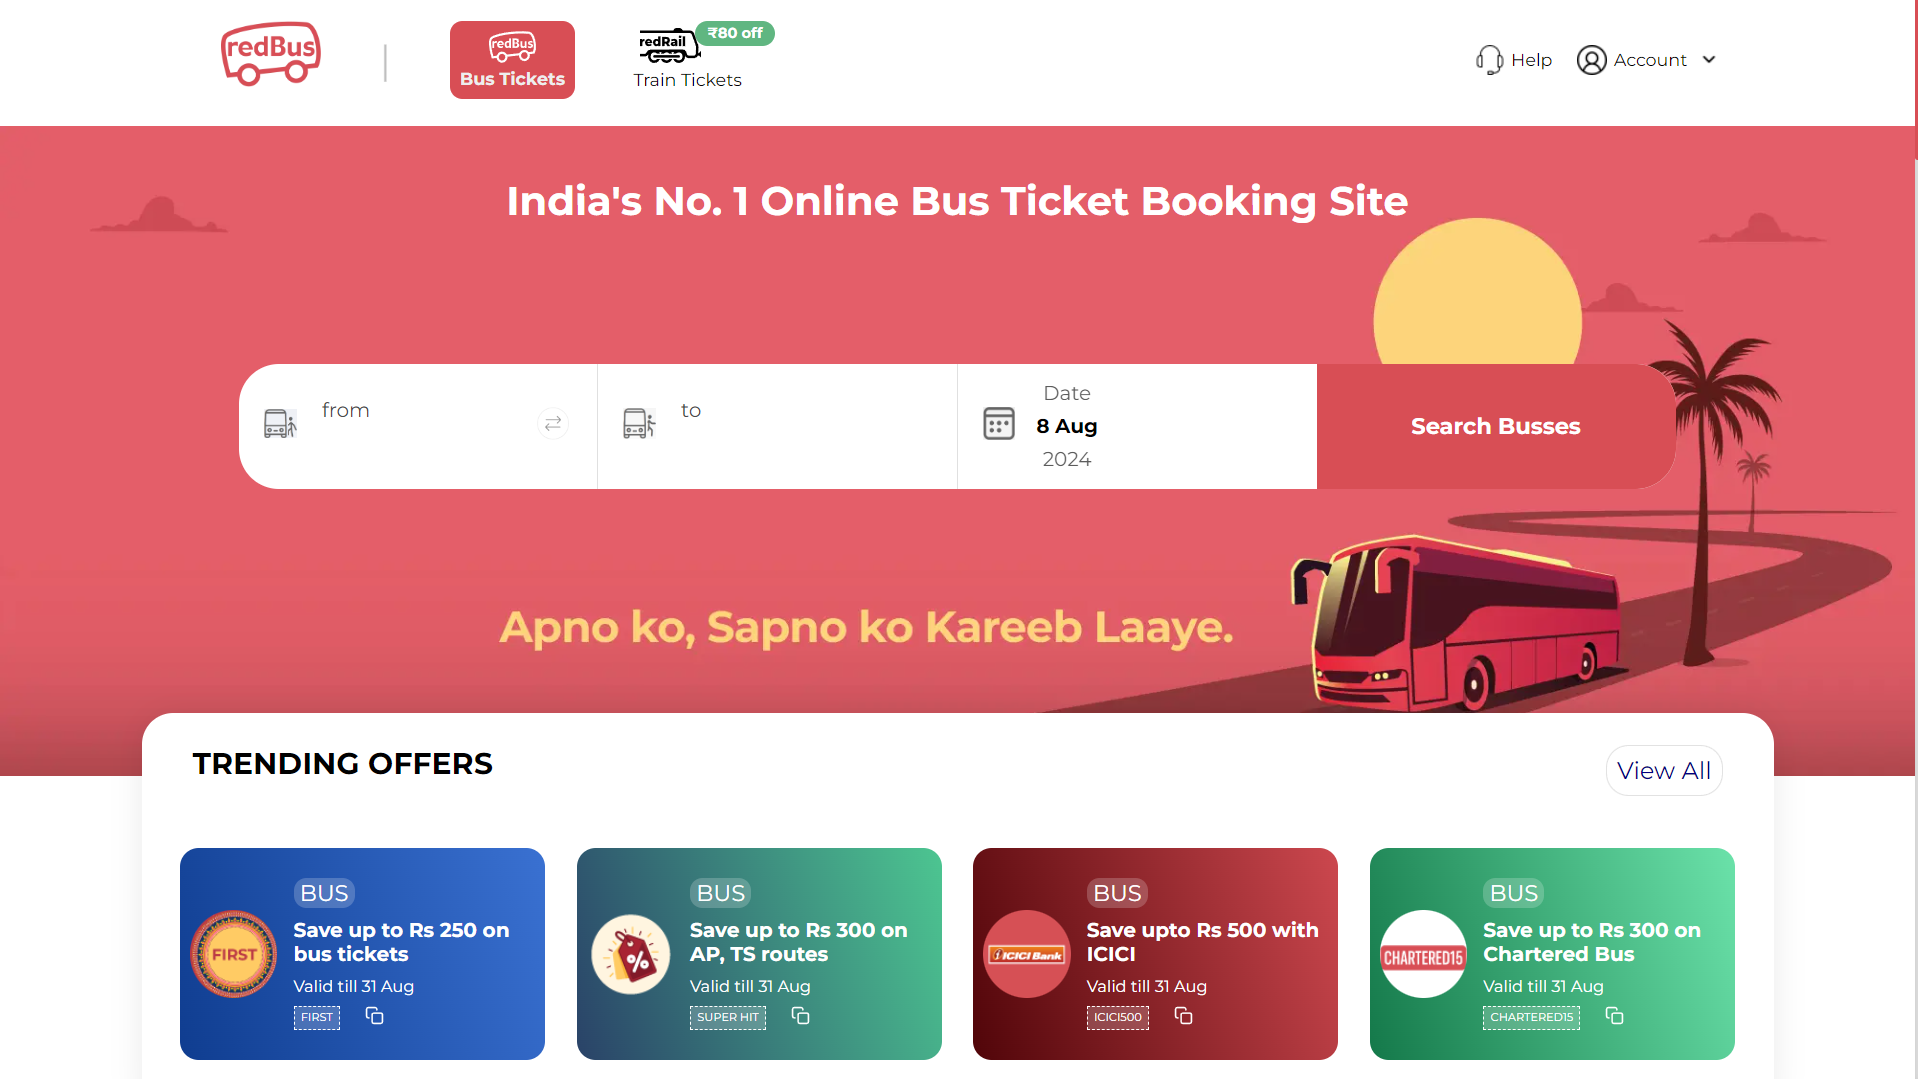 redBus
redBus
Bus Tickets
redRail
₹80 off
Train Tickets
Help
Account
India's No. 1 Online Bus Ticket Booking Site
from
to
Date
8 Aug
2024
Search Busses
Apno ko, Sapno ko Kareeb Laaye.
TRENDING OFFERS
View All
FIRST
BUS
Save up to Rs 250 on
bus tickets
Valid till 31 Aug
FIRST
%
BUS
Save up to Rs 300 on
AP, TS routes
Valid till 31 Aug
SUPER HIT
ICICI Bank
BUS
Save upto Rs 500 with
ICICI
Valid till 31 Aug
ICICI500
CHARTERED15
BUS
Save up to Rs 300 on
Chartered Bus
Valid till 31 Aug
CHARTERED15